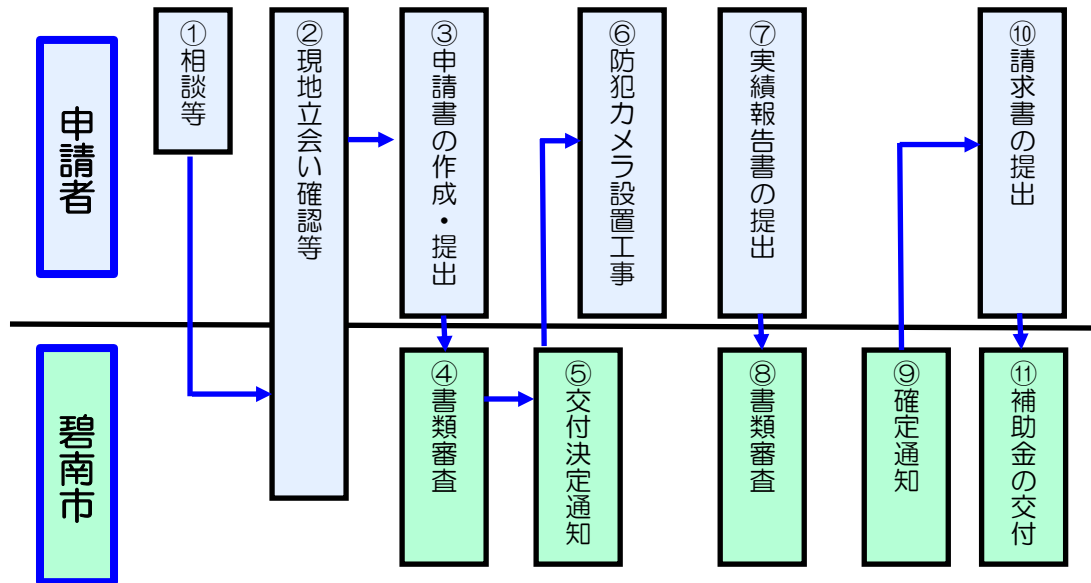 申請者
①相談等
②現地立会い確認等
③申請書の作成・提出
⑥防犯カメラ設置工事
⑦実績報告書の提出
⑩請求書の提出
碧南市
④書類審査
⑤交付決定通知
⑧書類審査
⑨確定通知
⑪補助金の交付